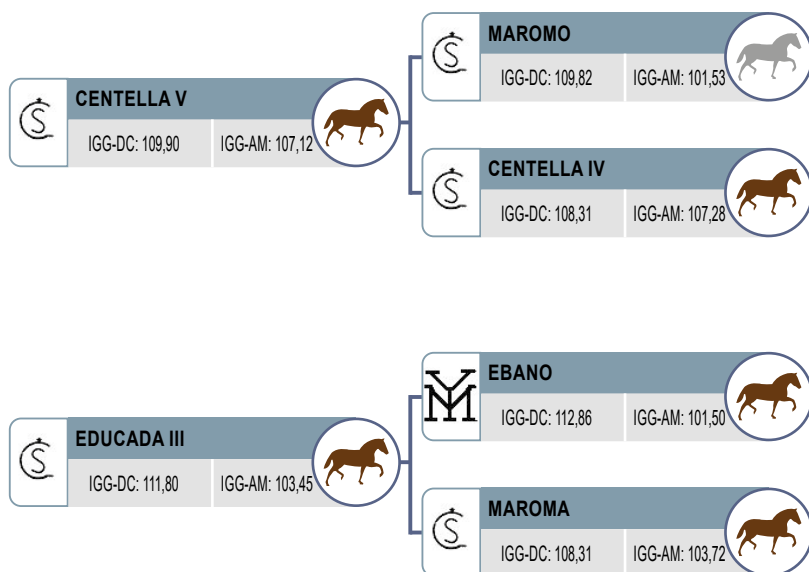 MAROMO
IGG-DC: 109,82 IGG-AM: 101,53
CENTELLA V
IGG-DC: 109,90 IGG-AM: 107,12
CENTELLA IV
IGG-DC: 108,31 IGG-AM: 107,28
EBANO
IGG-DC: 112,86 IGG-AM: 101,50
EDUCADA III
IGG-DC: 111,80 IGG-AM: 103,45
MAROMA
IGG-DC: 108,31 IGG-AM: 103,72